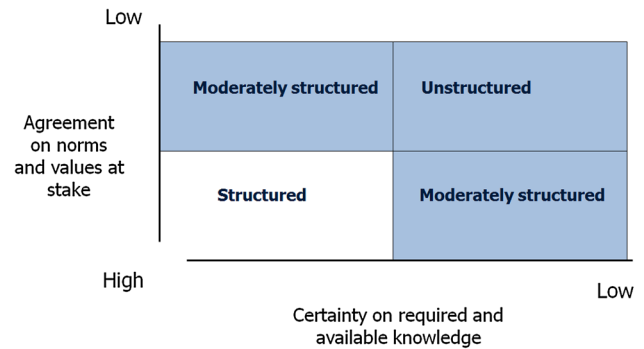 Low
Moderately structured
Unstructured
Agreement
on norms
and values at
stake
Structured
Moderately structured
High
Low
Certainty on required and
available knowledge